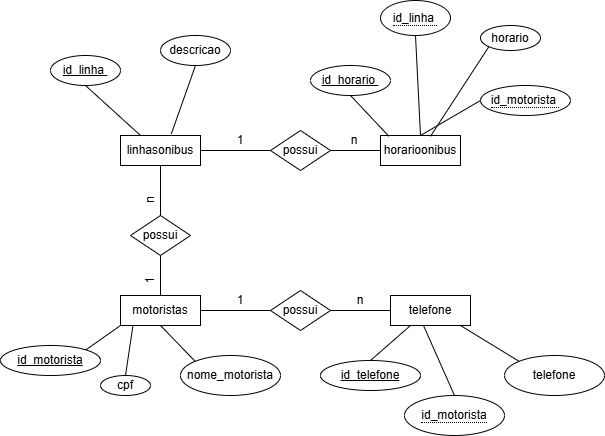 id_linha
horario
descricao
id_linha
id_horario
id_motorista
linhasonibus
1
possui
n
horarioonibus
n
possui
1
motoristas
1
possui
n
telefone
id_motorista
cpf
nome_motorista
id_telefone
telefone
id_motorista